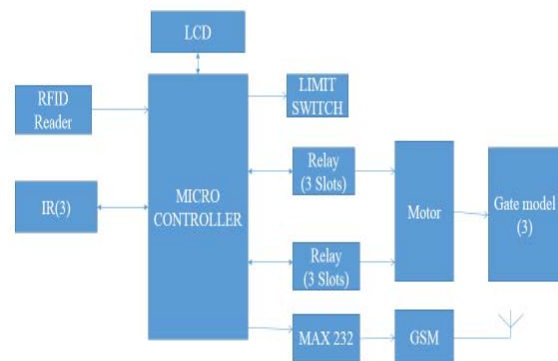 LCD
RFID
Reader
LIMIT
SWITCH
IR(3)
MICRO
CONTROLLER
Relay
(3 Slots)
Motor
Gate model
(3)
Relay
(3 Slots)
MAX 232
GSM